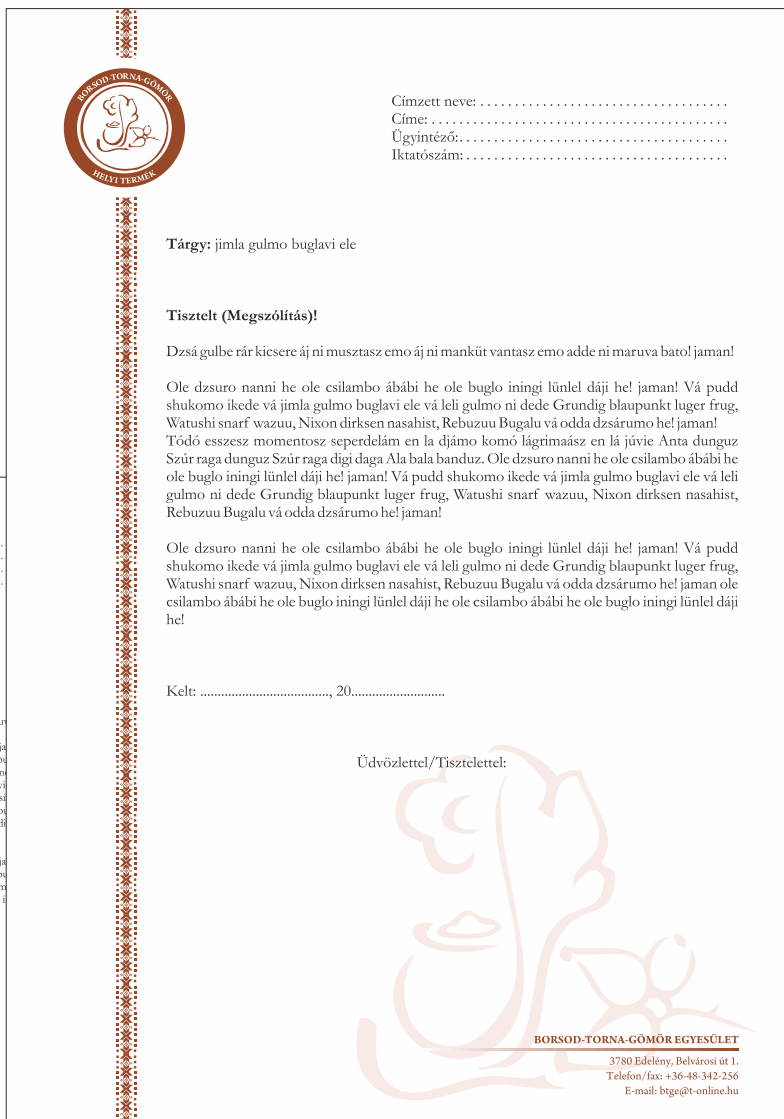 BORSOD-TORNA-GÖMÖR
HELYI TERMÉK
Címzett neve: . . . . . . . . . . . . . . . . . . . . . . . . . . . . . . . . . . . .
Címe: . . . . . . . . . . . . . . . . . . . . . . . . . . . . . . . . . . . . . . . . . . .
Ügyintéző:. . . . . . . . . . . . . . . . . . . . . . . . . . . . . . . . . . . . . . .
Iktatószám: . . . . . . . . . . . . . . . . . . . . . . . . . . . . . . . . . . . . . .
Tárgy: jimla gulmo buglavi ele
Tisztelt (Megszólítás)!
Dzsá gulbe rár kicsere áj ni musztasz emo áj ni manküt vantasz emo adde ni maruva bato! jaman!
Ole dzsuro nanni he ole csilambo ábábi he ole buglo iningi lünlel dáji he! jaman! Vá pudd
shukomo ikede vá jimla gulmo buglavi ele vá leli gulmo ni dede Grundig blaupunkt luger frug,
Watushi snarf wazuu, Nixon dirksen nasahist, Rebuzuu Bugalu vá odda dzsárumo he! jaman!
Tódó esszesz momentosz seperdelám en la djámo komó lágrimaász en lá júvie Anta dunguz
Szúr raga dunguz Szúr raga digi daga Ala bala banduz. Ole dzsuro nanni he ole csilambo ábábi he
ole buglo iningi lünlel dáji he! jaman! Vá pudd shukomo ikede vá jimla gulmo buglavi ele vá leli
gulmo ni dede Grundig blaupunkt luger frug, Watushi snarf wazuu, Nixon dirksen nasahist,
Rebuzuu Bugalu vá odda dzsárumo he! jaman!
Ole dzsuro nanni he ole csilambo ábábi he ole buglo iningi lünlel dáji he! jaman! Vá pudd
shukomo ikede vá jimla gulmo buglavi ele vá leli gulmo ni dede Grundig blaupunkt luger frug,
Watushi snarf wazuu, Nixon dirksen nasahist, Rebuzuu Bugalu vá odda dzsárumo he! jaman ole
csilambo ábábi he ole buglo iningi lünlel dáji he ole csilambo ábábi he ole buglo iningi lünlel dáji
he!
Kelt: ....................................., 20...........................
Üdvözlettel/Tisztelettel:
BORSOD-TORNA-GÖMÖR EGYESÜLET
3780 Edelény, Belvárosi út 1.
Telefon/fax: +36-48-342-256
E-mail: btge@t-online.hu